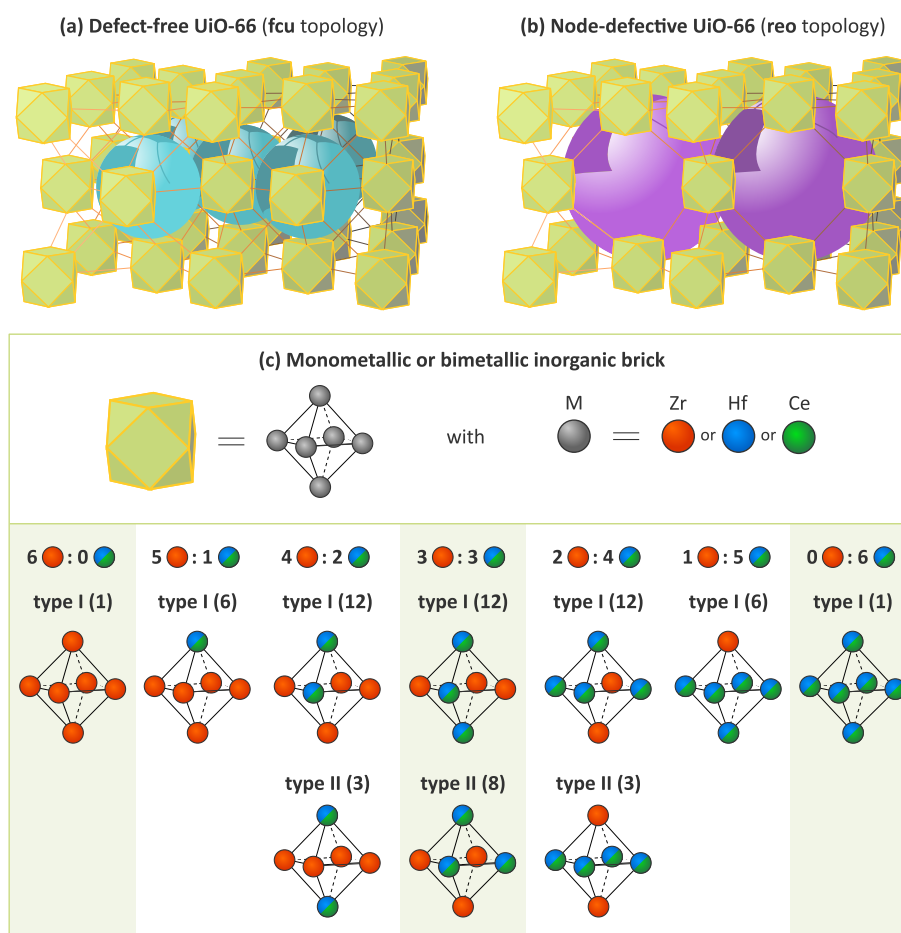 (a) Defect-free UiO-66 (fcu topology)
(b) Node-defective UiO-66 (reo topology)
(c) Monometallic or bimetallic inorganic brick
M Zr Hf Ce
= with = or or
6 : 0 5 : 1 4 : 2 3 : 3 2 : 4 1 : 5 0 : 6
type I (1) type I (6) type I (12) type I (12) type I (12) type I (6) type I (1)
type II (3) type II (8) type II (3)